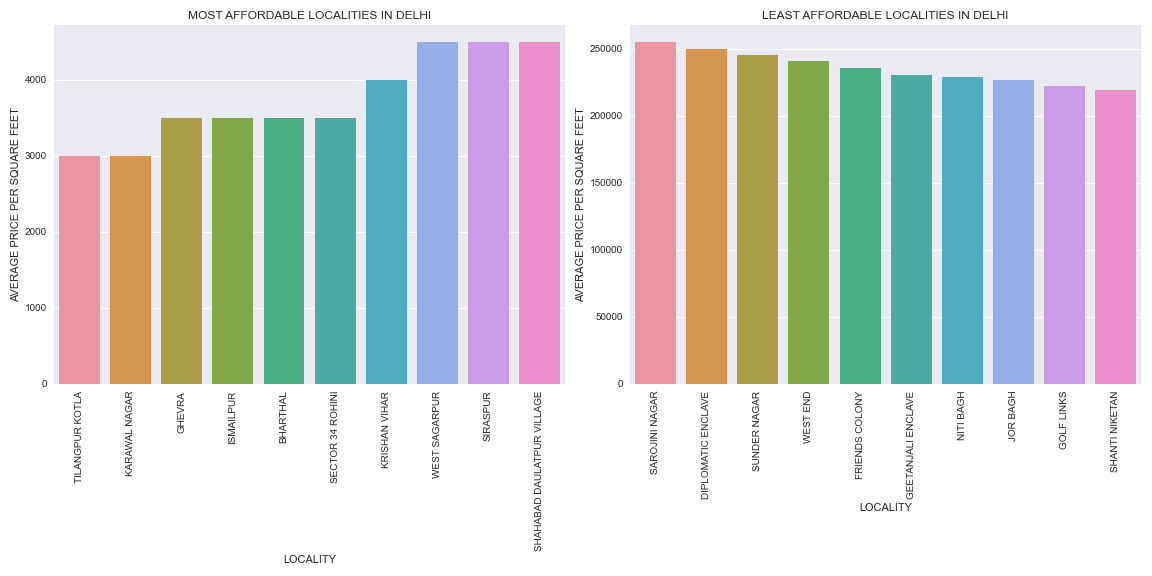 MOST AFFORDABLE LOCALITIES IN DELHI
AVERAGE PRICE PER SQUARE FEET
4000
3000
2000
1000
0
TILANGPUR KOTLA
KARAWAL NAGAR
GHEVRA
ISMAILPUR
BHARTHAL
SECTOR 34 ROHINI
KRISHAN VIHAR
WEST SAGARPUR
SIRASPUR
SHAHABAD DAULATPUR VILLAGE
LOCALITY
LEAST AFFORDABLE LOCALITIES IN DELHI
AVERAGE PRICE PER SQUARE FEET
250000
200000
150000
100000
50000
0
SAROJINI NAGAR
DIPLOMATIC ENCLAVE
SUNDER NAGAR
WEST END
FRIENDS COLONY
GEETANJALI ENCLAVE
NITI BAGH
JOR BAGH
GOLF LINKS
SHANTI NIKETAN
LOCALITY